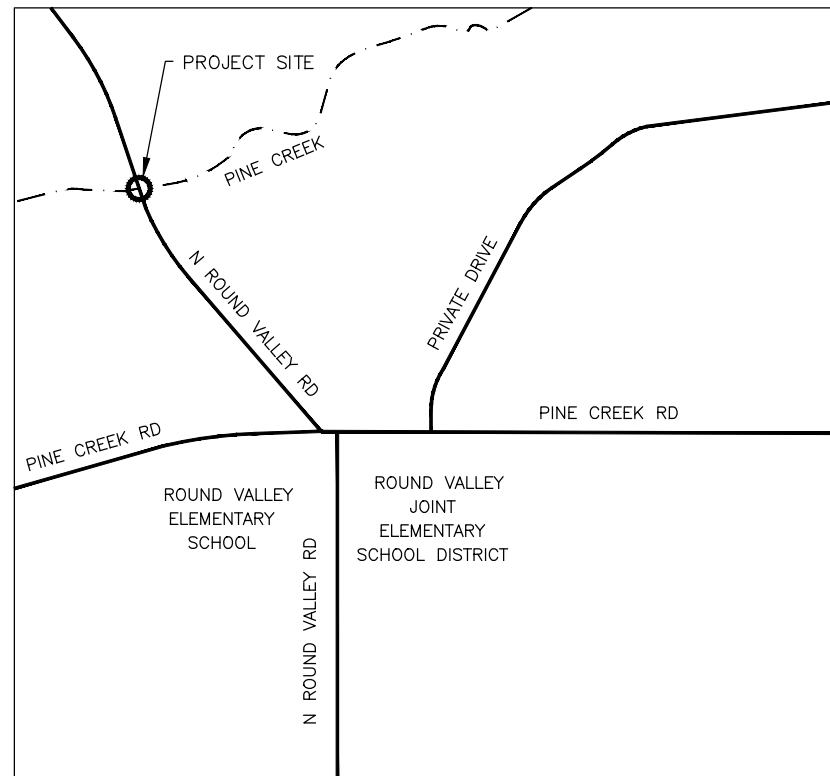 PROJECT SITE
PINE CREEK
N ROUND VALLEY RD
PRIVATE DRIVE
PINE CREEK RD
PINE CREEK RD
ROUND VALLEY
ELEMENTARY
SCHOOL
ROUND VALLEY
JOINT
ELEMENTARY
SCHOOL DISTRICT
N ROUND VALLEY RD